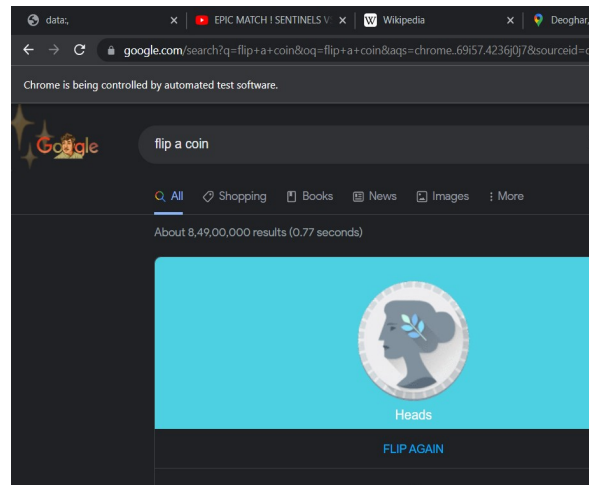 data:,
EPIC MATCH ! SENTINELS V
Wikipedia
Deoghar,
google.com/search?q=flip+a+coin&oq=flip+a+coin&aqs=chrome..69i57.4236j0j7&sourceid=c
Chrome is being controlled by automated test software.
Google
flip a coin
All Shopping Books News Images More
About 8,49,00,000 results (0.77 seconds)
Heads
FLIP AGAIN